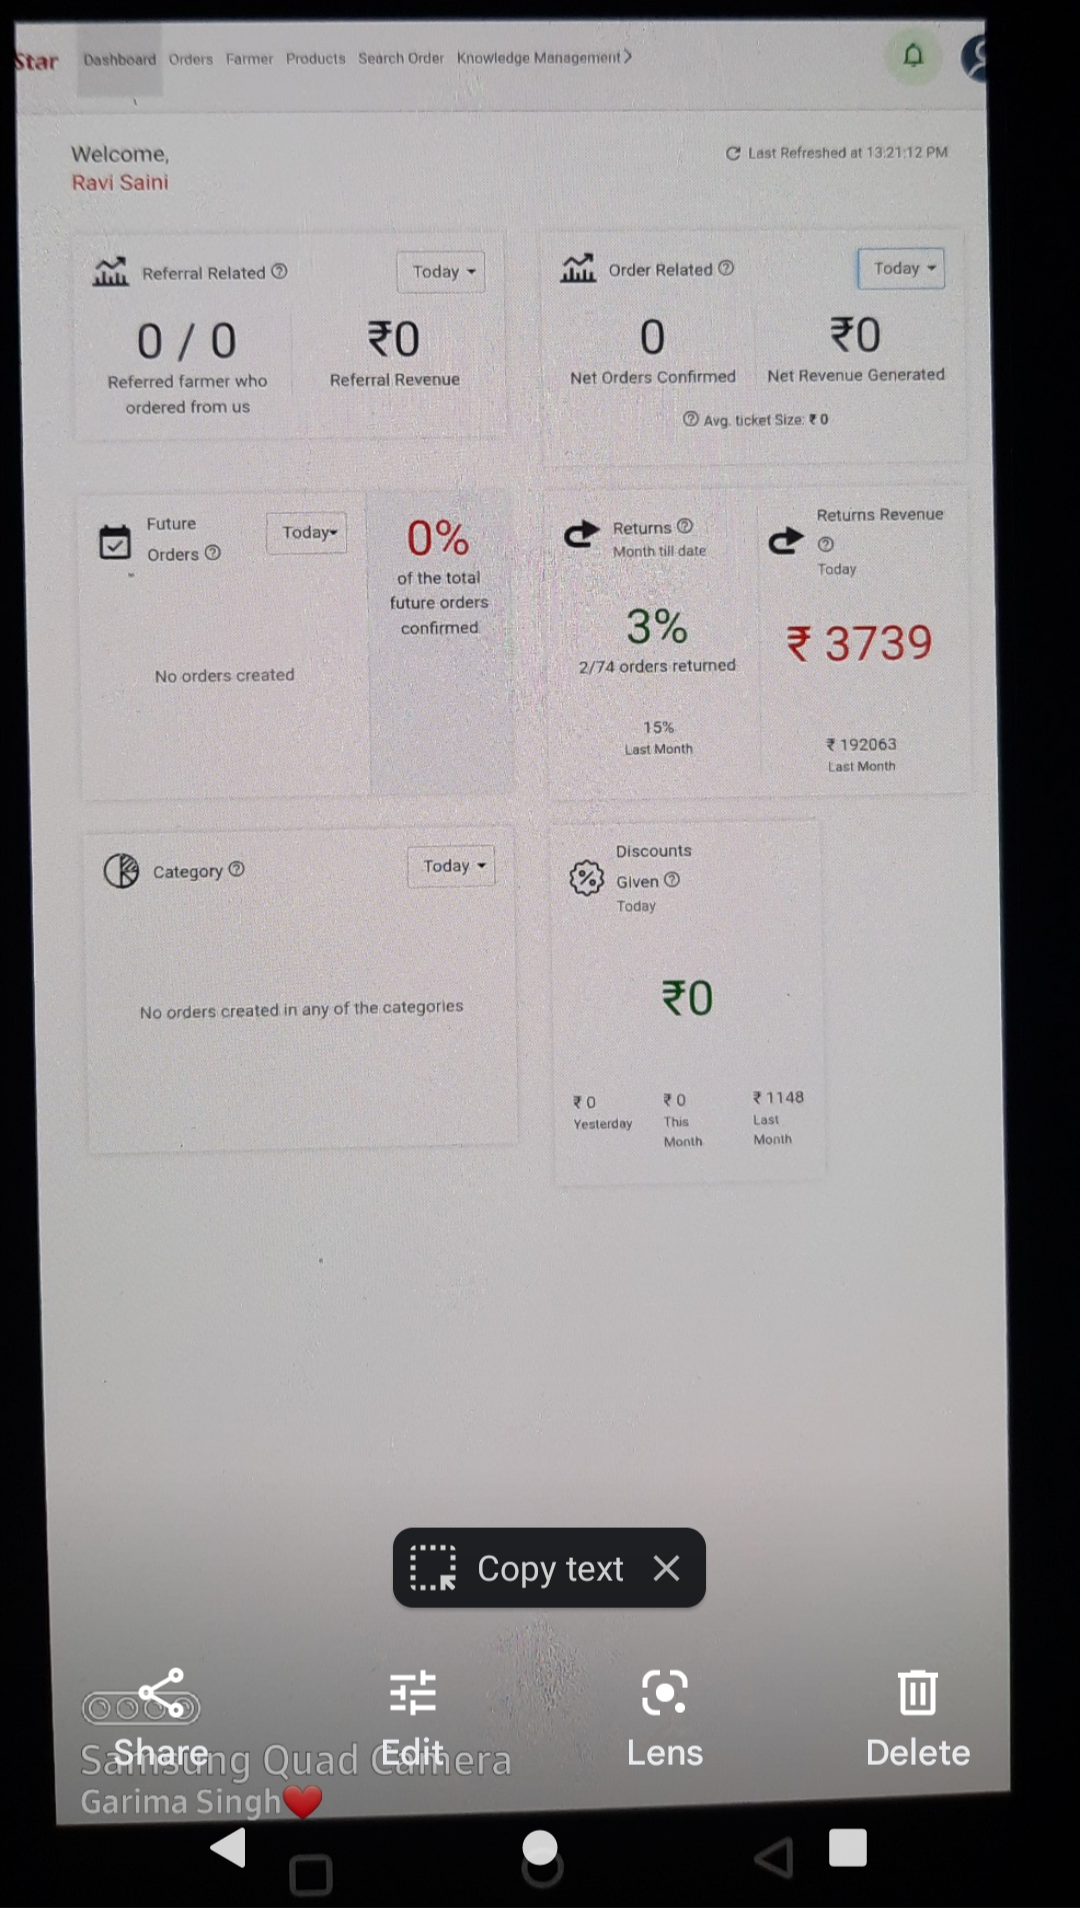 Star Dashboard Orders Farmer Products Search Order Knowledge Management
Welcome,
Ravi Saini
Last Refreshed at 13:21:12 PM
Referral Related
Today
0 / 0
Referred farmer who
ordered from us
₹0
Referral Revenue
Order Related
Today
0
Net Orders Confirmed
₹0
Net Revenue Generated
Avg. ticket Size: ₹ 0
Future
Orders
Today
No orders created
0%
of the total
future orders
confirmed
Returns
Month till date
3%
2/74 orders returned
15%
Last Month
Returns Revenue
Today
₹ 3739
₹ 192063
Last Month
Category
Today
No orders created in any of the categories
Discounts
Given
Today
₹0
₹ 0
Yesterday
₹ 0
This
Month
₹ 1148
Last
Month
Copy text
Share
Edit
Lens
Delete
Samsung Quad Camera
Garima Singh